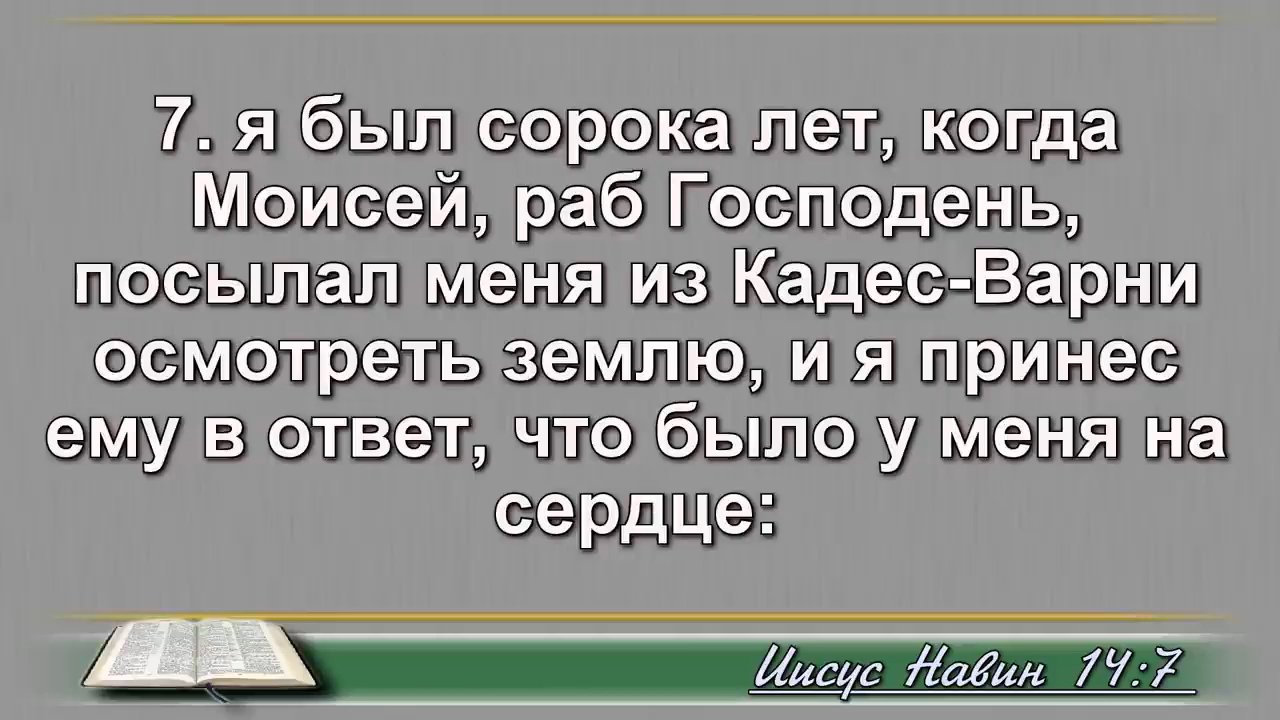 7. я был сорока лет, когда
Моисей, раб Господень,
посылал меня из Кадес-Варни
осмотреть землю, и я принес
ему в ответ, что было у меня на
сердце:
Иисус Навин 14:7